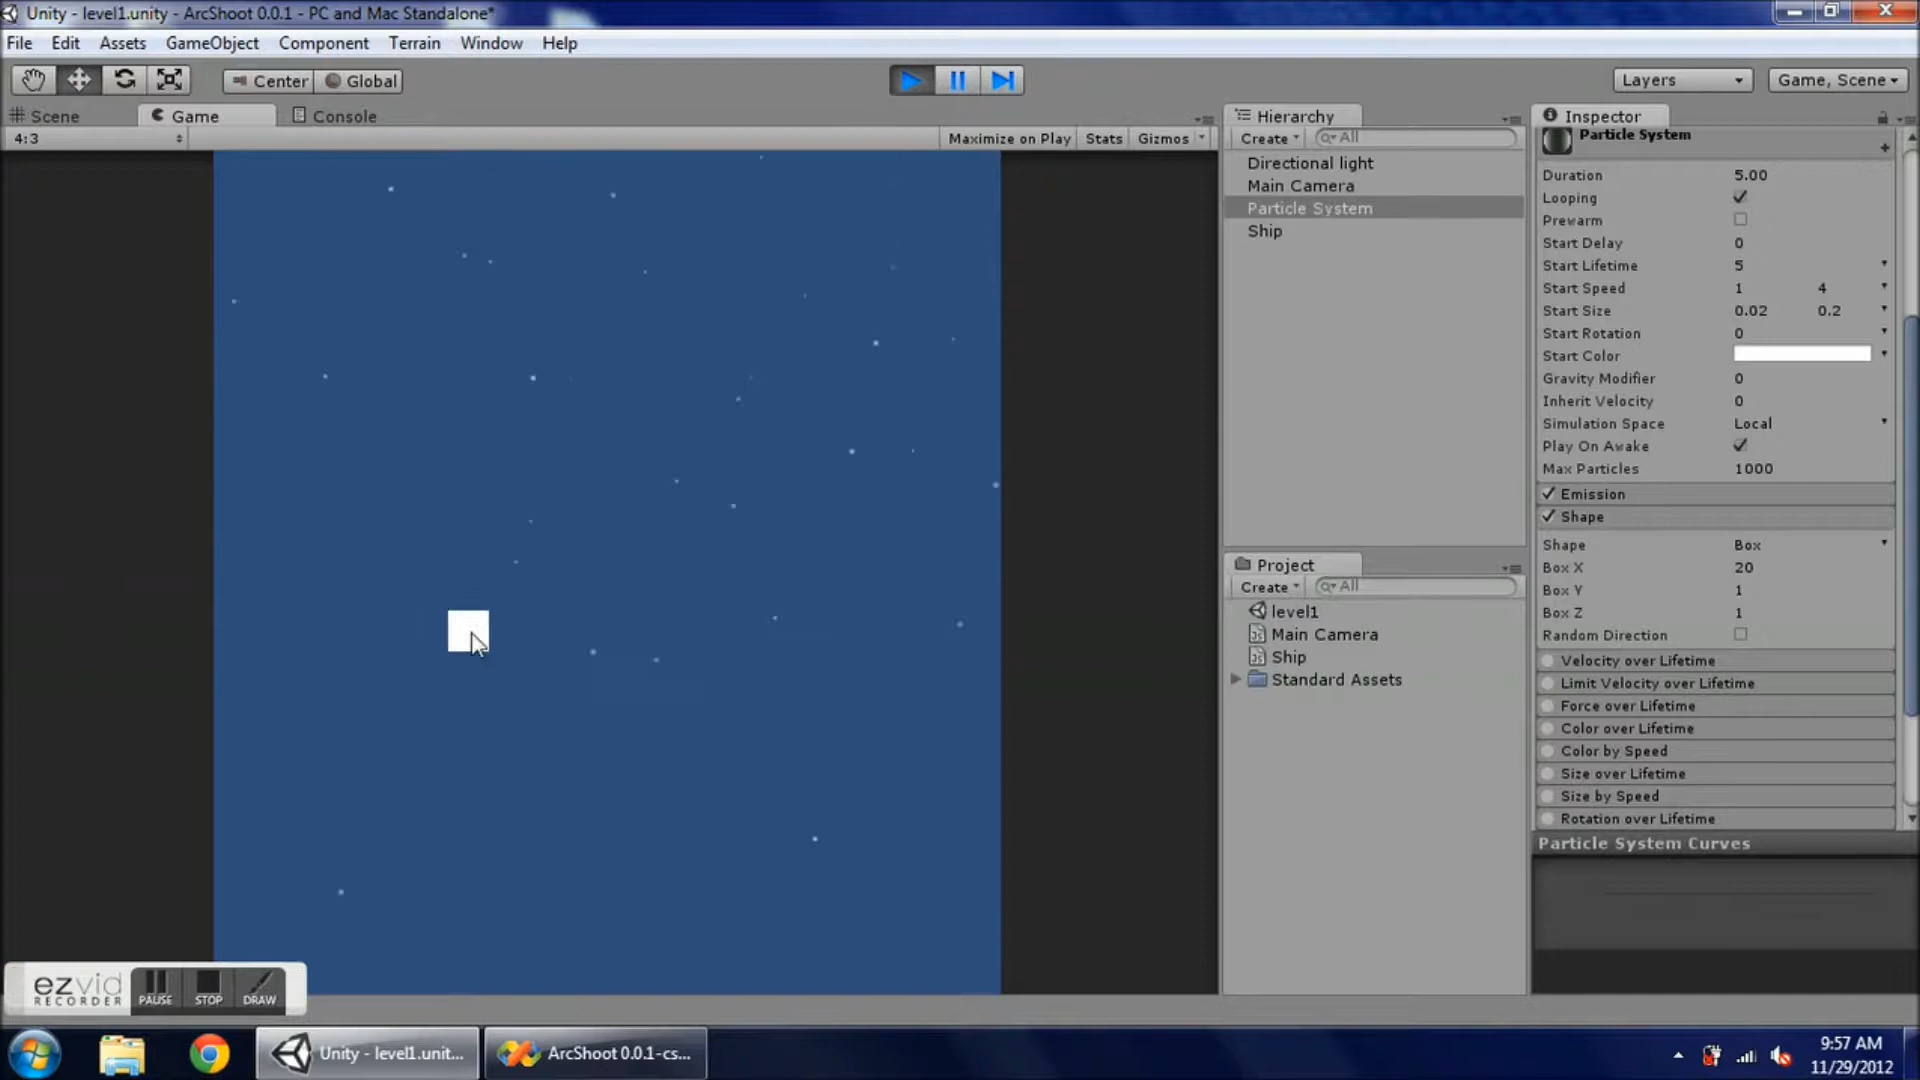 Unity - level1.unity - ArcShoot 0.0.1 - PC and Mac Standalone*
File Edit Assets GameObject Component Terrain Window Help
Center Global Layers Game, Scene
Scene Game Console
4:3 Maximize on Play Stats Gizmos
Hierarchy
Create All
Directional light
Main Camera
Particle System
Ship
Project
Create All
level1
Main Camera
Ship
Standard Assets
Inspector
Particle System
Duration 5.00
Looping
Prewarm
Start Delay 0
Start Lifetime 5
Start Speed 1 4
Start Size 0.02 0.2
Start Rotation 0
Start Color
Gravity Modifier 0
Inherit Velocity 0
Simulation Space Local
Play On Awake
Max Particles 1000
Emission
Shape
Shape Box
Box X 20
Box Y 1
Box Z 1
Random Direction
Velocity over Lifetime
Limit Velocity over Lifetime
Force over Lifetime
Color over Lifetime
Color by Speed
Size over Lifetime
Size by Speed
Rotation over Lifetime
Particle System Curves
ezvid
RECORDER PAUSE STOP DRAW
Unity - level1.unit... ArcShoot 0.0.1-cs...
9:57 AM
11/29/2012